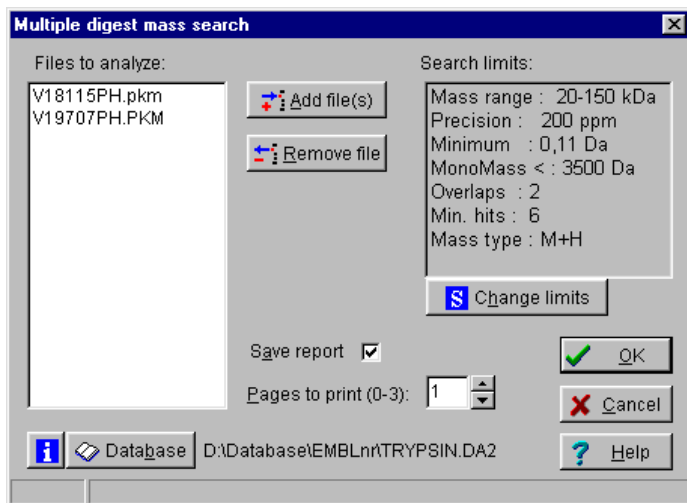 Multiple digest mass search
Files to analyze:
V18115PH.pkm
V19707PH.PKM
Add file(s)
Remove file
Search limits:
Mass range : 20-150 kDa
Precision : 200 ppm
Minimum : 0,11 Da
MonoMass < : 3500 Da
Overlaps : 2
Min. hits : 6
Mass type : M+H
S Change limits
Save report
Pages to print (0-3): 1
OK
Cancel
Help
i Database D:\Database\EMBLnr\TRYPSIN.DA2